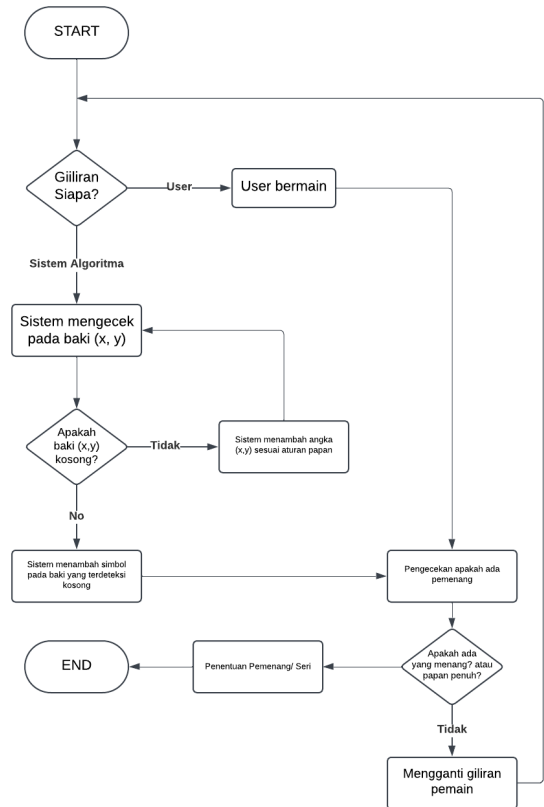 START
Giiliran
Siapa?
User
User bermain
Sistem Algoritma
Sistem mengecek
pada baki (x, y)
Apakah
baki (x,y)
kosong?
Tidak
Sistem menambah angka
(x,y) sesuai aturan papan
No
Sistem menambah simbol
pada baki yang terdeteksi
kosong
Pengecekan apakah ada
pemenang
END
Penentuan Pemenang/ Seri
Apakah ada
yang menang? atau
papan penuh?
Tidak
Mengganti giliran
pemain